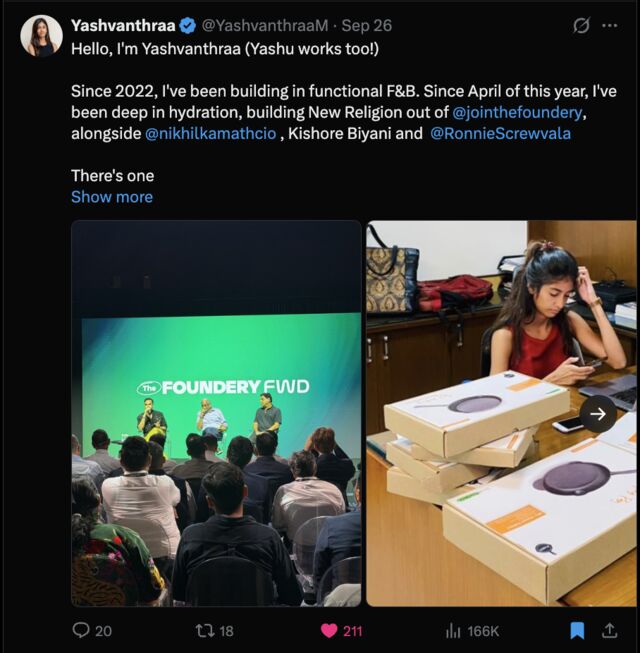 Yashvanthraa @YashvanthraaM · Sep 26
Hello, I'm Yashvanthraa (Yashu works too!)
Since 2022, I've been building in functional F&B. Since April of this year, I've
been deep in hydration, building New Religion out of @jointhefoundery,
alongside @nikhilkamathcio , Kishore Biyani and @RonnieScrewvala
There's one
Show more
The FOUNDERY FWD
20 18 211 166K